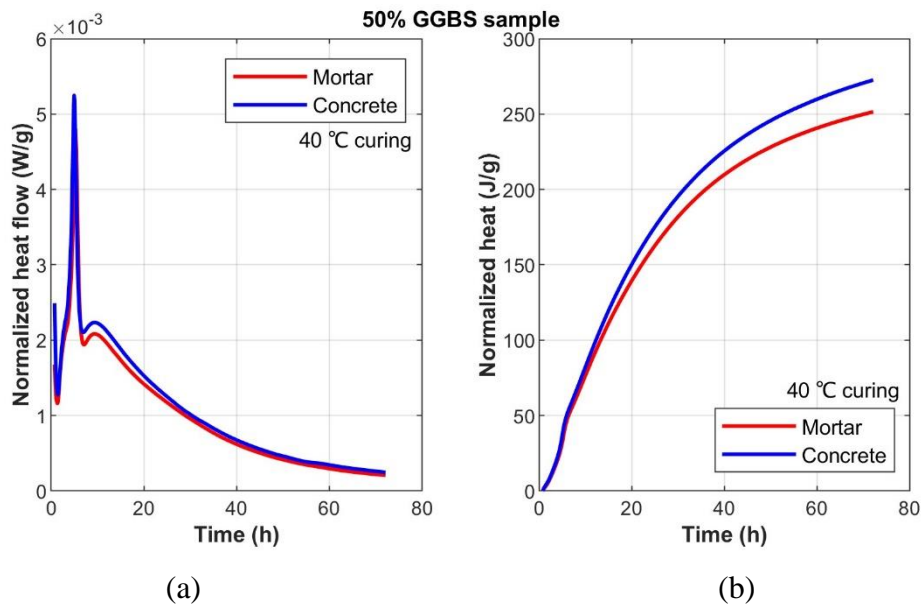 50% GGBS sample
×10⁻³
6
5
4
3
2
1
0
0
20
40
60
80
Normalized heat flow (W/g)
Time (h)
Mortar
Concrete
40 ℃ curing
(a)
300
250
200
150
100
50
0
0
20
40
60
80
Normalized heat (J/g)
Time (h)
40 ℃ curing
Mortar
Concrete
(b)